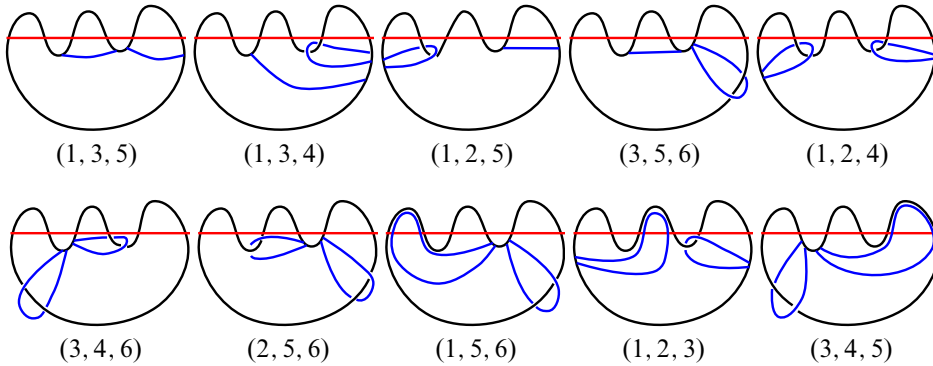 (1, 3, 5) (1, 3, 4) (1, 2, 5) (3, 5, 6) (1, 2, 4)
(3, 4, 6) (2, 5, 6) (1, 5, 6) (1, 2, 3) (3, 4, 5)